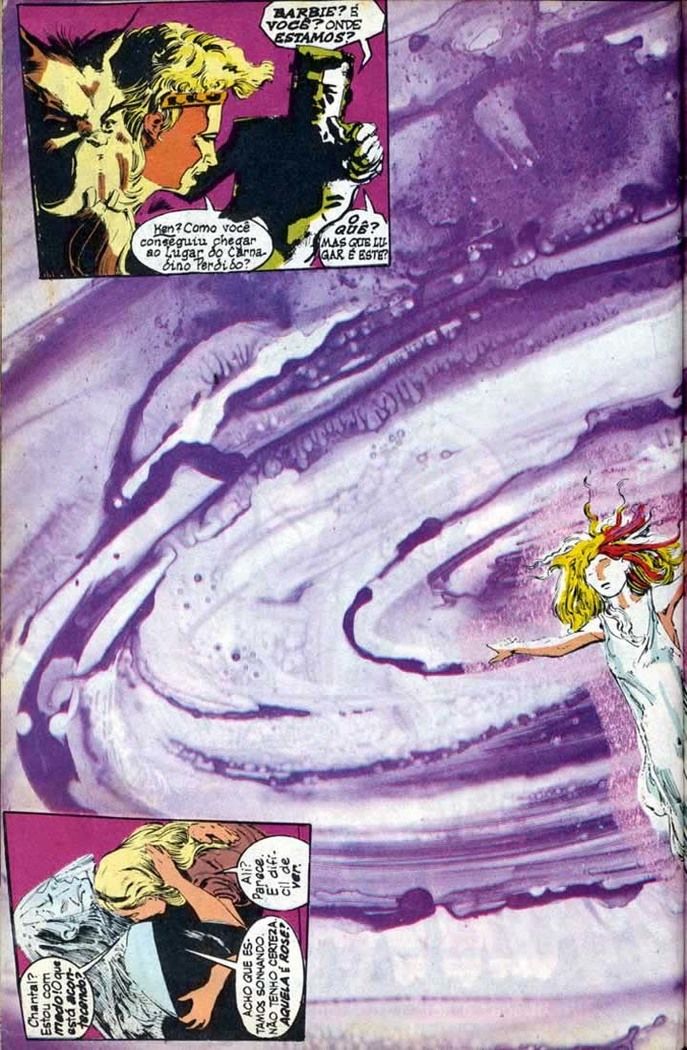 BARBIE? É
VOCÊ? ONDE
ESTAMOS?
Ken? Como você
conseguiu chegar
ao Lugar do Carna-
bino Perdido?
O
QUÊ?
MAS QUE LU-
GAR É ESTE?
Ali?
Parece.
É difí-
cil de
ver.
Chantal?
Estou com
medo! O que
está acon-
tecendo?
ACHO QUE ES-
TAMOS SONHANDO.
NÃO TENHO CERTEZA.
AQUELA É ROSE?